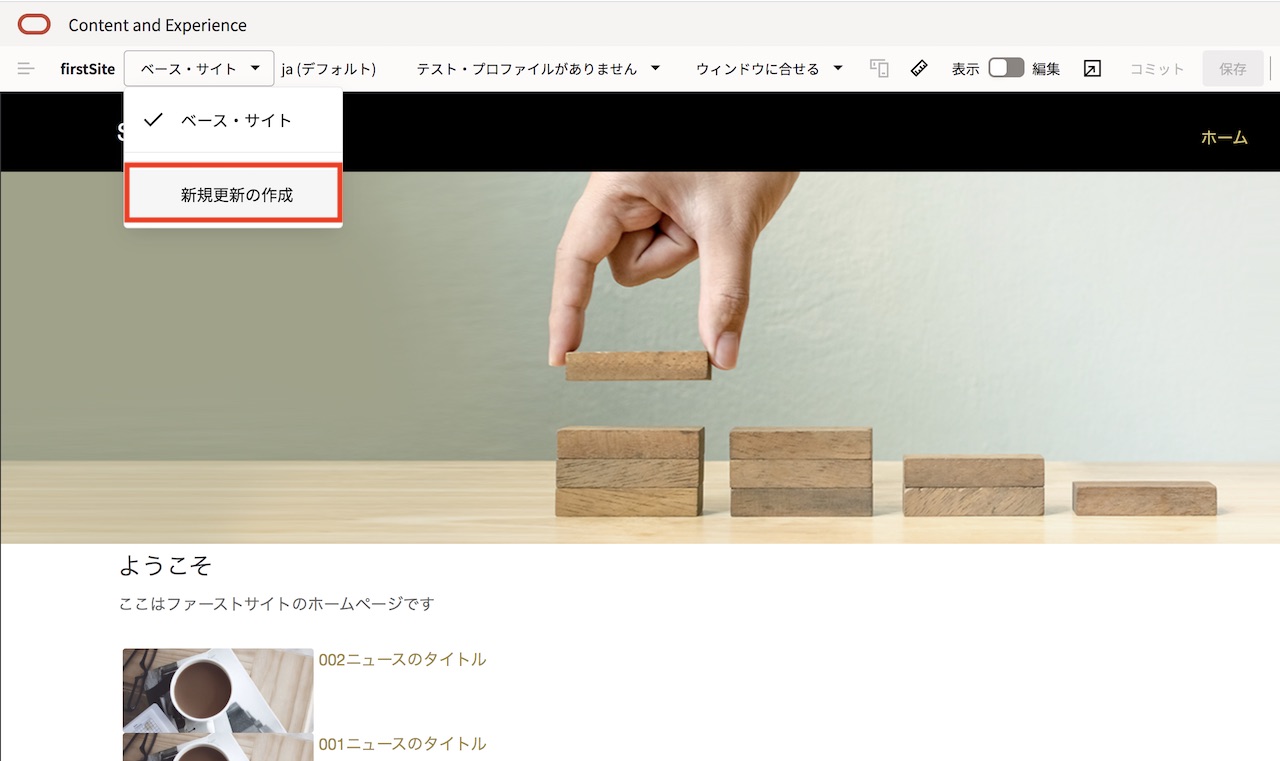 Content and Experience
firstSite ベース・サイト ja (デフォルト) テスト・プロファイルがありません ウィンドウに合せる 表示 編集 コミット 保存
ベース・サイト
S
ホーム
新規更新の作成
ようこそ
ここはファーストサイトのホームページです
002ニュースのタイトル
001ニュースのタイトル